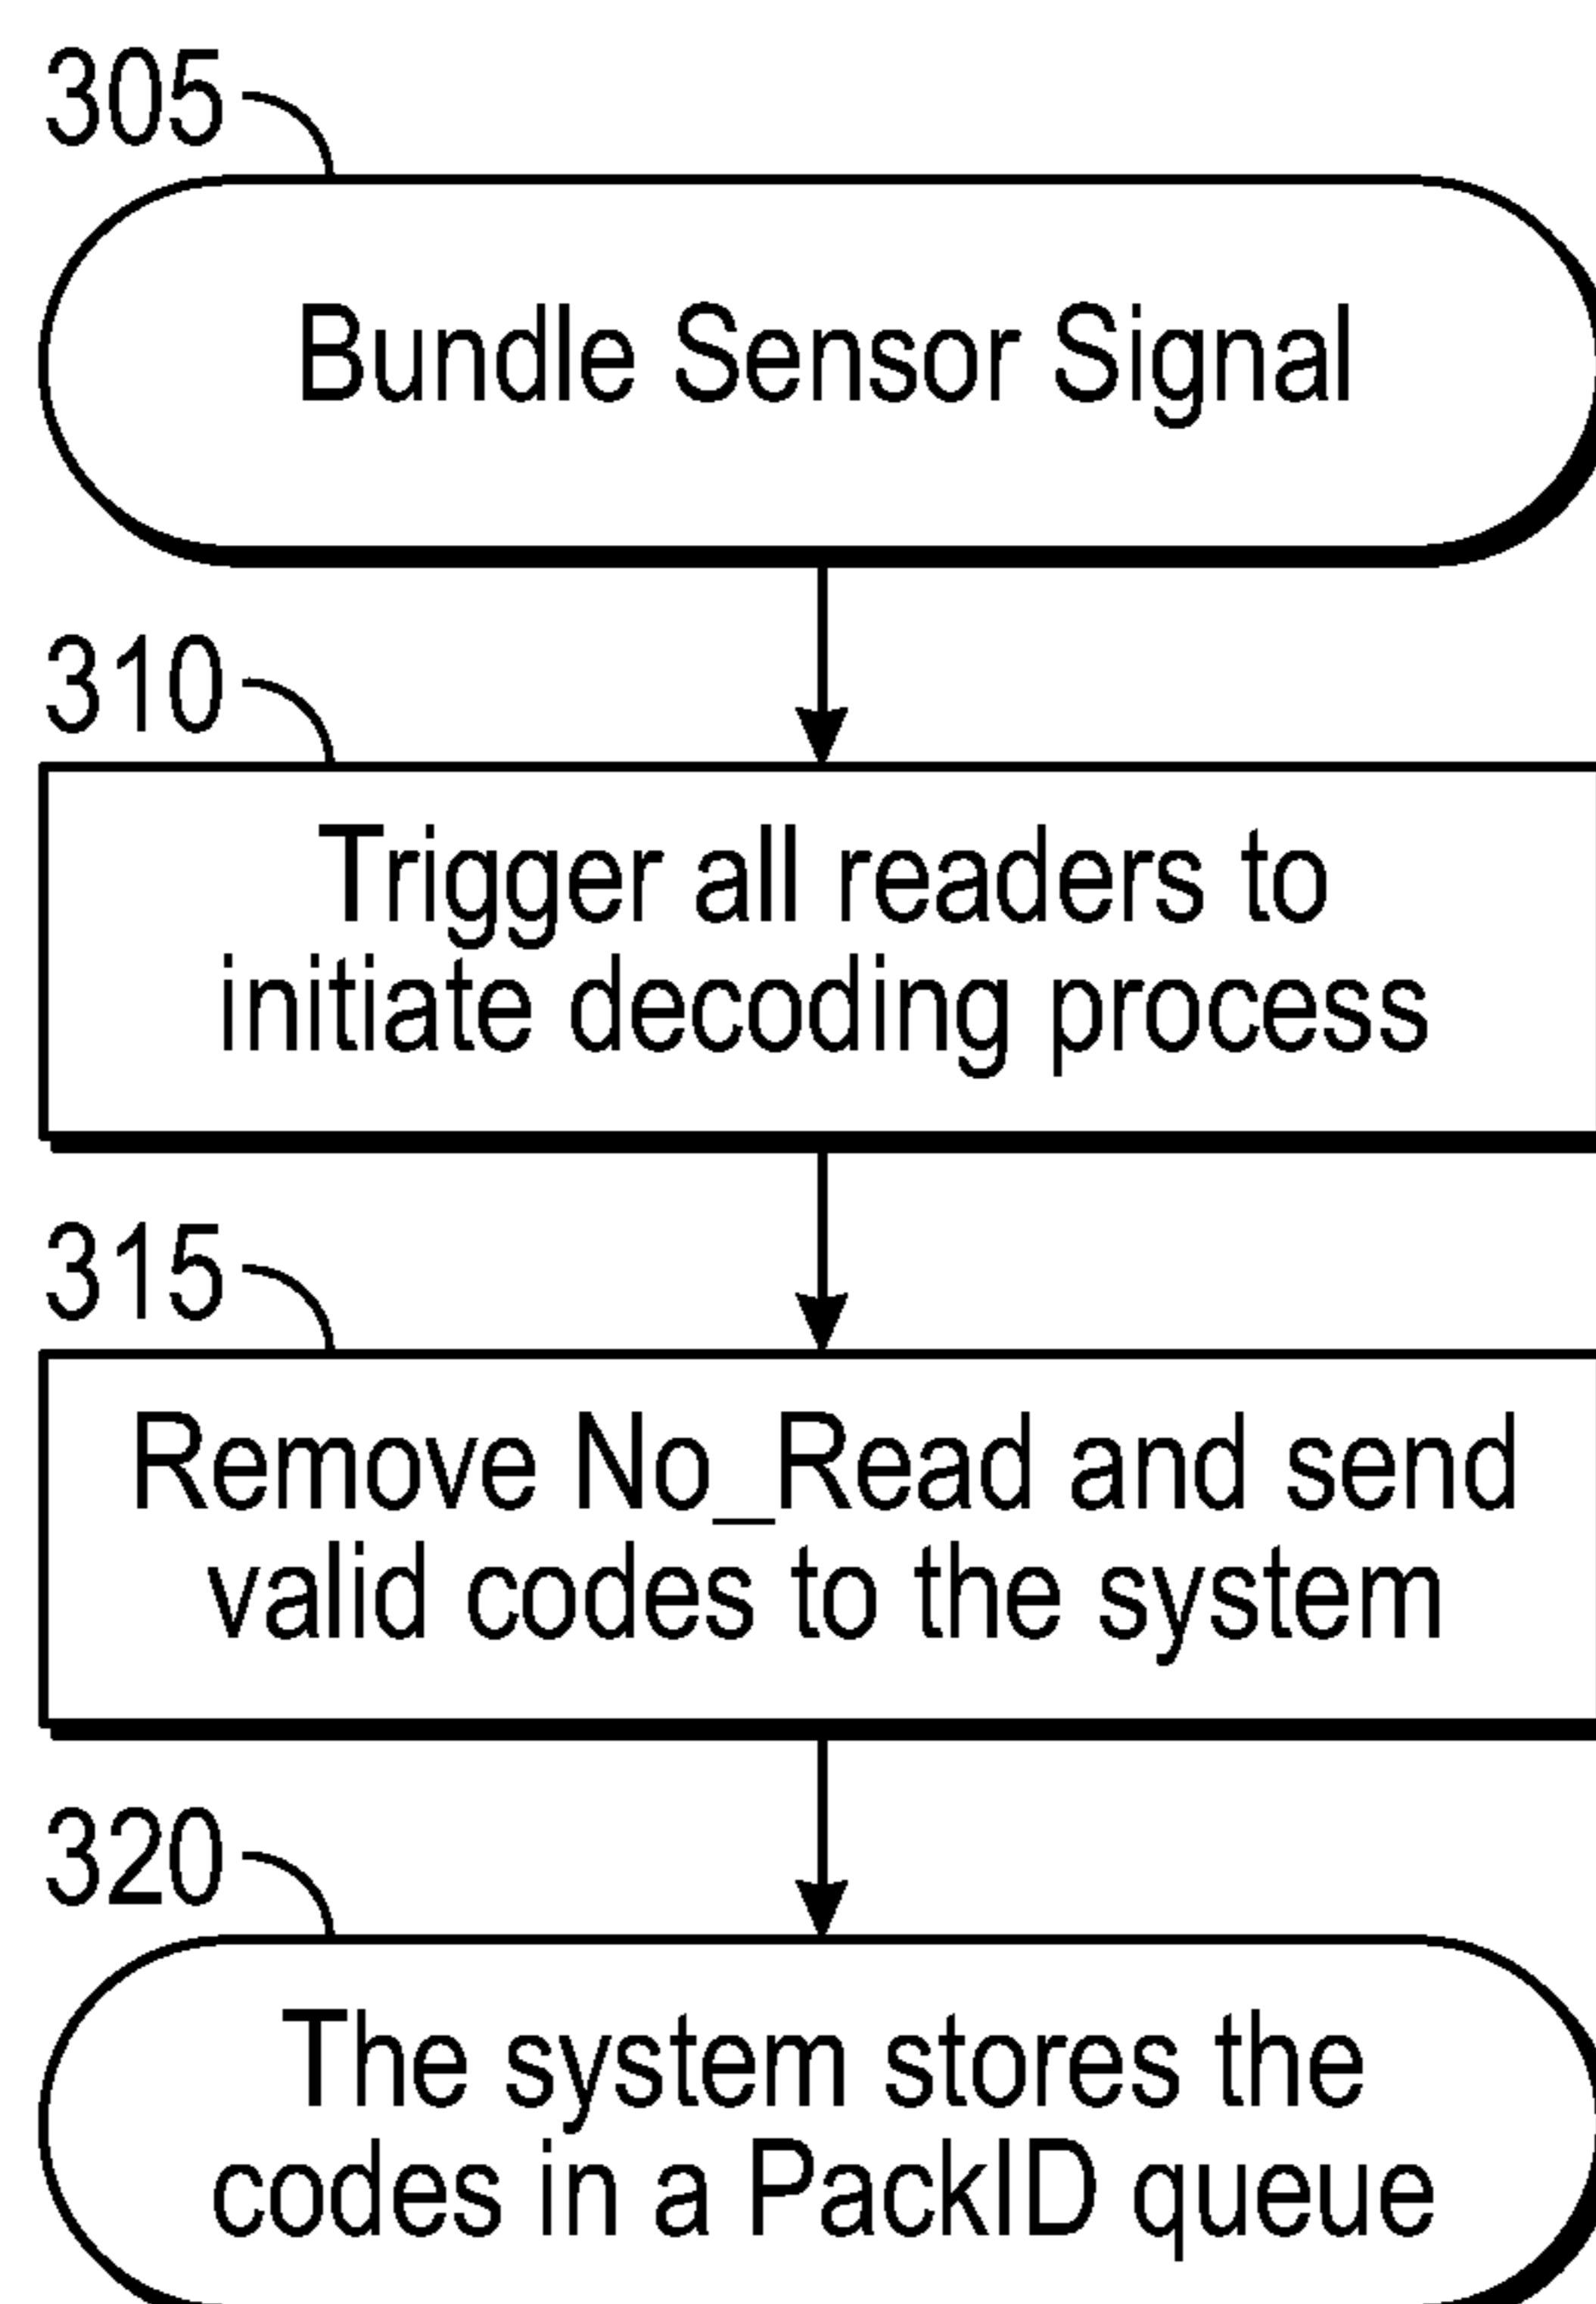 305
Bundle Sensor Signal
310
Trigger all readers to
initiate decoding process
315
Remove No_Read and send
valid codes to the system
320
The system stores the
codes in a PackID queue